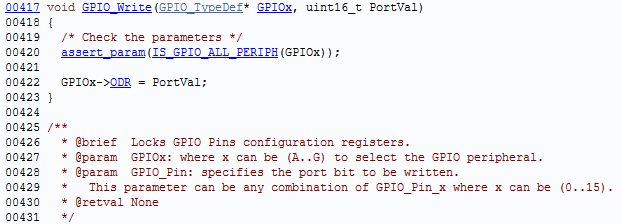 00417 void GPIO_Write(GPIO_TypeDef* GPIOx, uint16_t PortVal)
00418 {
00419   /* Check the parameters */
00420   assert_param(IS_GPIO_ALL_PERIPH(GPIOx));
00421
00422   GPIOx->ODR = PortVal;
00423 }
00424
00425 /**
00426   * @brief  Locks GPIO Pins configuration registers.
00427   * @param  GPIOx: where x can be (A..G) to select the GPIO peripheral.
00428   * @param  GPIO_Pin: specifies the port bit to be written.
00429   *   This parameter can be any combination of GPIO_Pin_x where x can be (0..15).
00430   * @retval None
00431   */